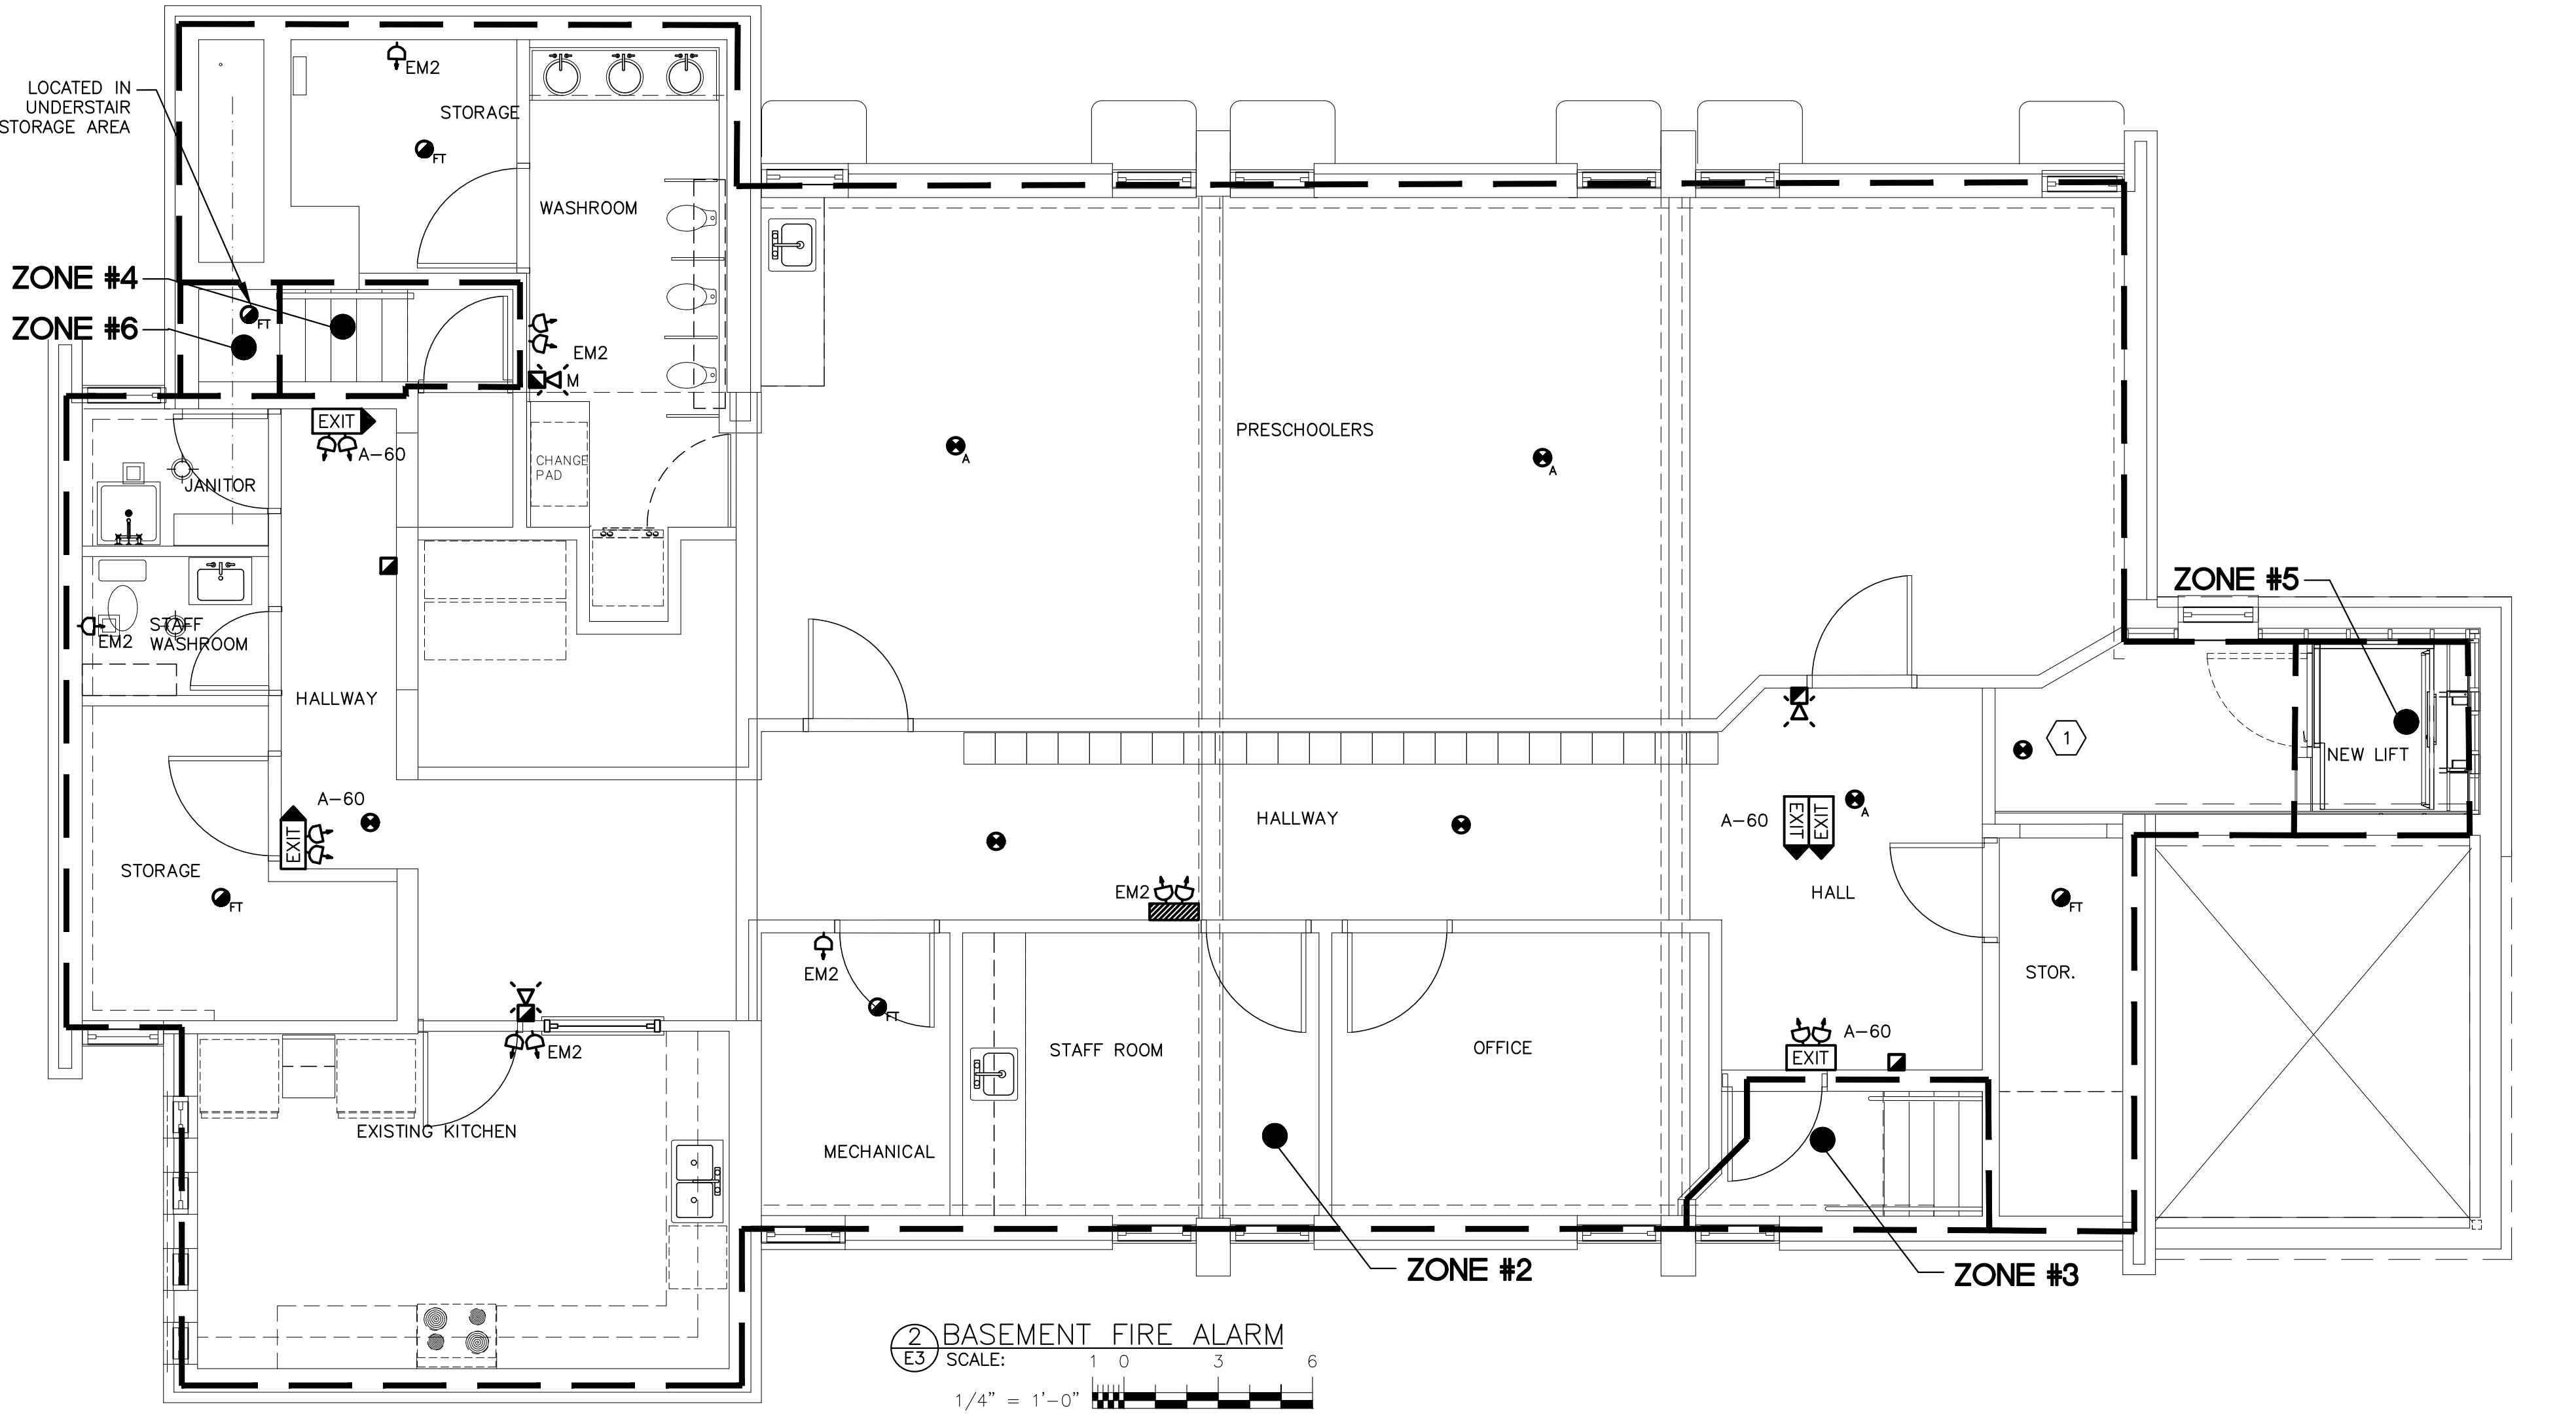 EM2
STORAGE
FT
LOCATED IN
UNDERSTAIR
STORAGE AREA
WASHROOM
ZONE #4
ZONE #6
FT
EM2
M
EXIT
A-60
CHANGE
PAD
JANITOR
PRESCHOOLERS
A
A
STAFF
WASHROOM
EM2
HALLWAY
ZONE #5
1
NEW LIFT
A-60
EXIT
HALLWAY
A-60
EXIT
EXIT
A
STORAGE
FT
EM2
HALL
FT
EM2
FT
STOR.
EM2
STAFF ROOM
OFFICE
A-60
EXIT
EXISTING KITCHEN
MECHANICAL
ZONE #2
ZONE #3
2
E3
BASEMENT FIRE ALARM
SCALE:
1 0 3 6
1/4" = 1'-0"